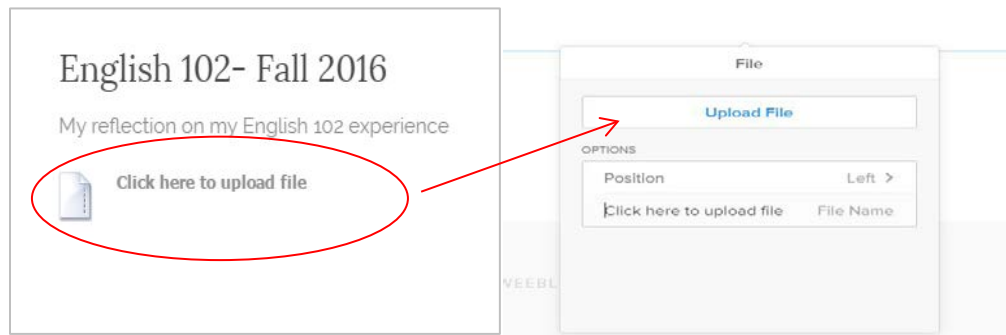 English 102- Fall 2016
My reflection on my English 102 experience
Click here to upload file
File
Upload File
OPTIONS
Position Left >
Click here to upload file File Name
WEEBL